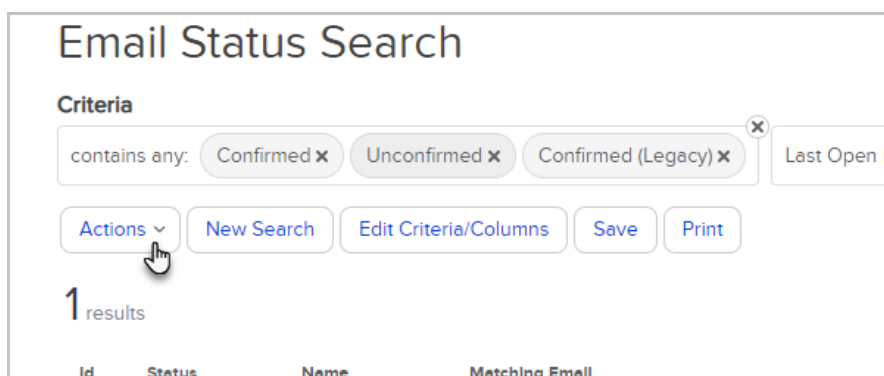 Email Status Search
Criteria
contains any: Confirmed × Unconfirmed × Confirmed (Legacy) × Last Open
Actions New Search Edit Criteria/Columns Save Print
1 results
Id Status Name Matching Email